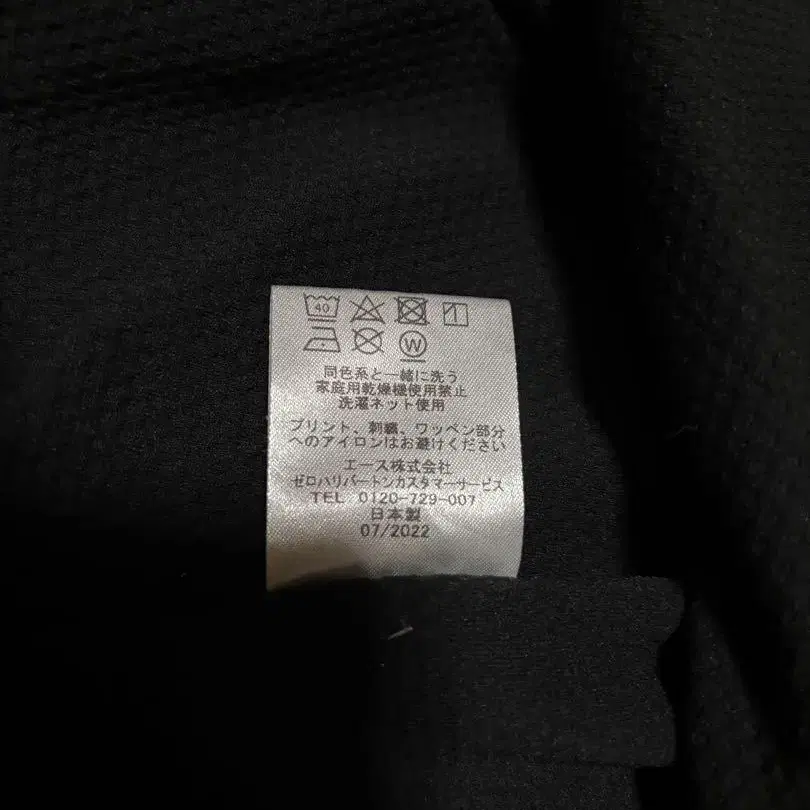 40
W
同色系と一緒に洗う
家庭用乾燥機使用禁止
洗濯ネット使用
プリント、刺繍、ワッペン部分
へのアイロンはお避けください
エース株式会社
ゼロハリバートンカスタマーサービス
TEL 0120-729-007
日本製
07/2022